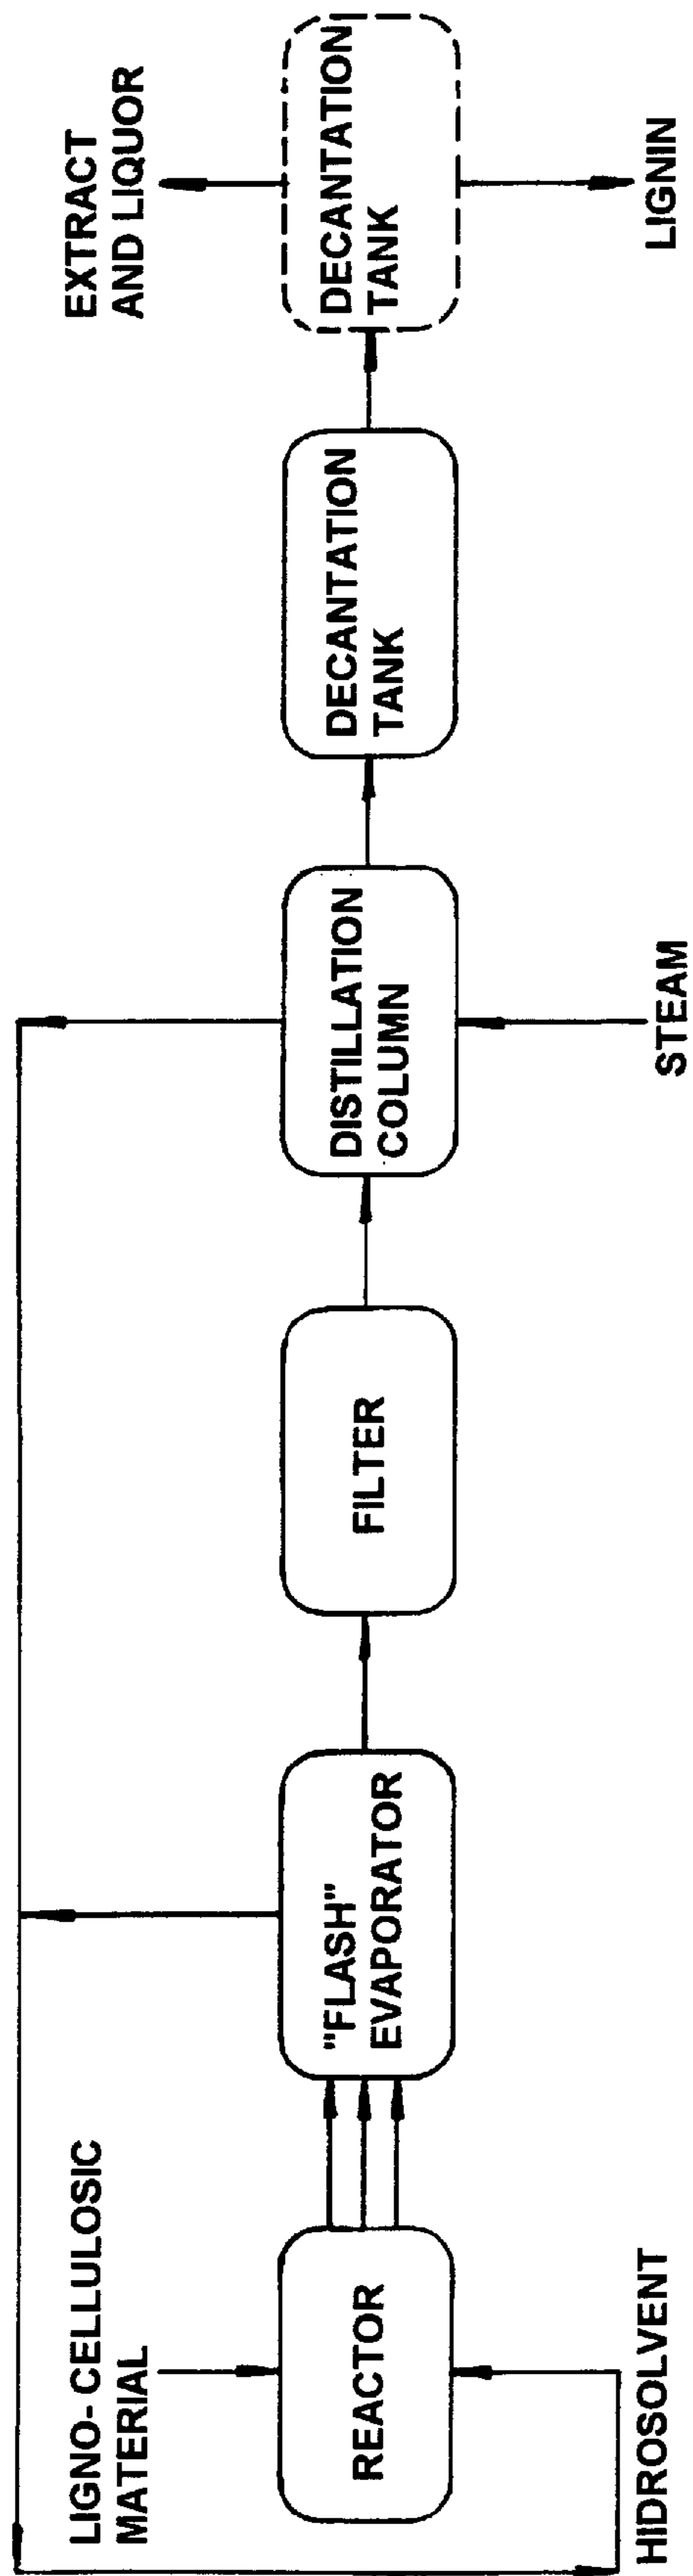 LIGNO- CELLULOSIC
MATERIAL
REACTOR
HIDROSOLVENT
"FLASH"
EVAPORATOR
FILTER
DISTILLATION
COLUMN
STEAM
DECANTATION
TANK
EXTRACT
AND LIQUOR
DECANTATION
TANK
LIGNIN